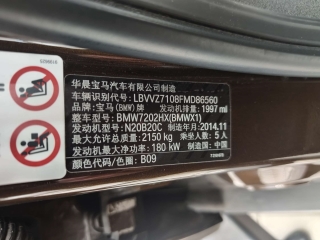 华晨宝马汽车有限公司制造
车辆识别代号: LBVVZ7108FMD86560
品牌: 宝马(BMW)牌 发动机排量: 1997 ml
整车型号: BMW7202HX(BMWX1)
发动机型号: N20B20C 制造年月: 2014.11
最大允许总质量: 2150 kg 乘坐人数: 5 人
发动机最大净功率: 180 kW 制造国: 中国
颜色代码/色圈: B09